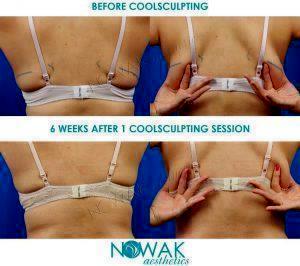 BEFORE COOLSCULPTING
6 WEEKS AFTER 1 COOLSCULPTING SESSION
NOWAK
aesthetics